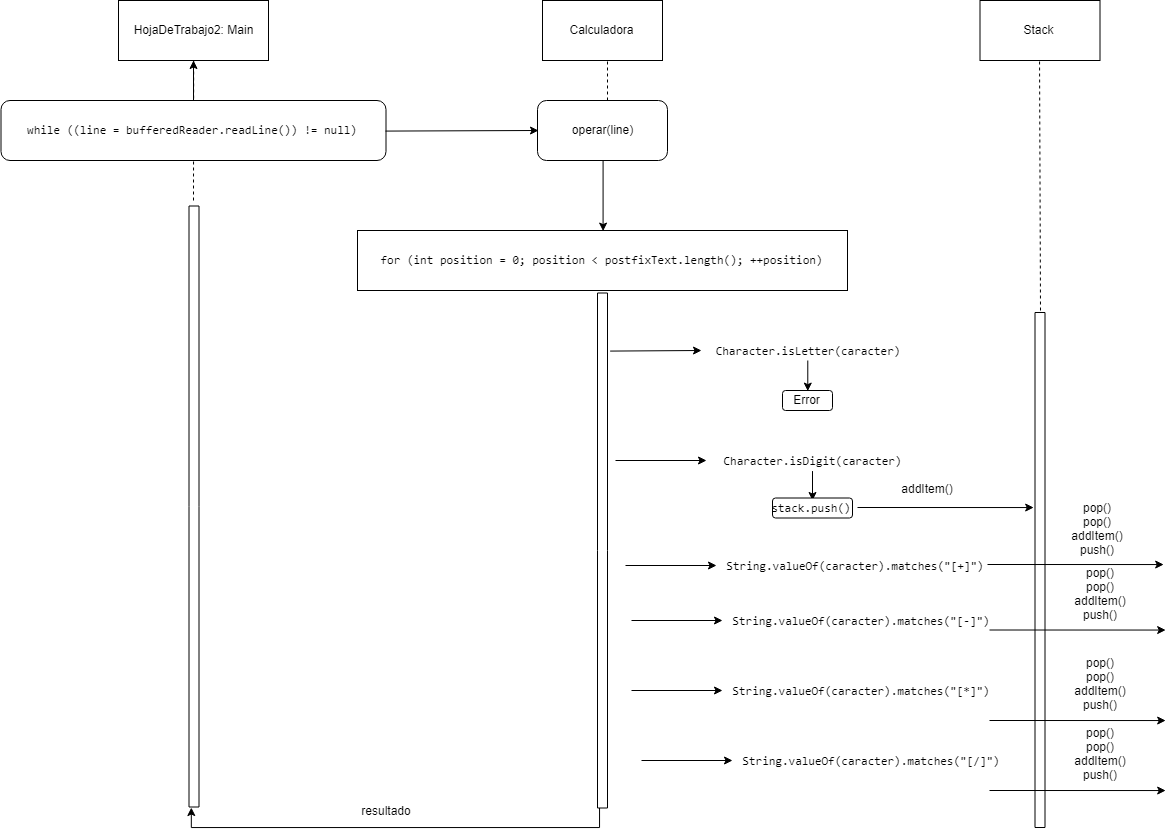 HojaDeTrabajo2: Main
Calculadora
Stack
while ((line = bufferedReader.readLine()) != null)
operar(line)
for (int position = 0; position < postfixText.length(); ++position)
Character.isLetter(caracter)
Error
Character.isDigit(caracter)
addItem()
stack.push()
pop()
pop()
addItem()
push()
String.valueOf(caracter).matches("[+]")
pop()
pop()
addItem()
push()
String.valueOf(caracter).matches("[-]")
pop()
pop()
addItem()
push()
String.valueOf(caracter).matches("[*]")
pop()
pop()
addItem()
push()
String.valueOf(caracter).matches("[/]")
resultado